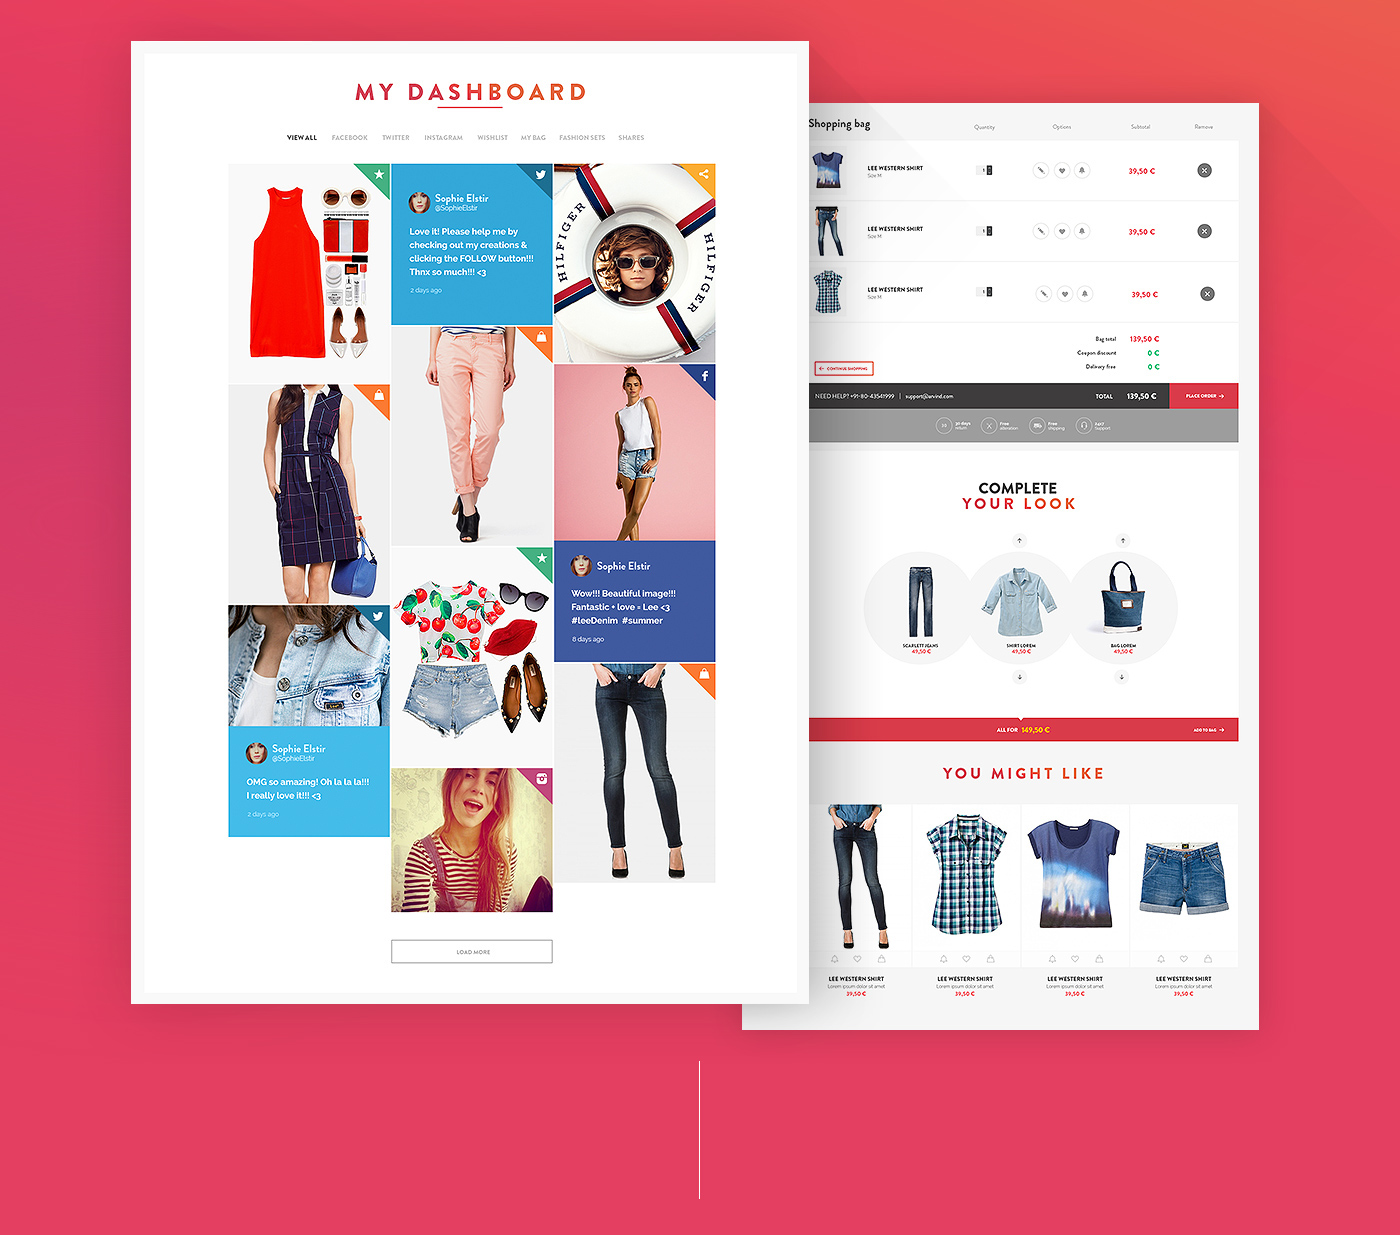 MY DASHBOARD
VIEW ALL FACEBOOK TWITTER INSTAGRAM WISHLIST MY BAG FASHION SETS SHARES
Sophie Elstir
@SophieElstir
Love it! Please help me by
checking out my creations &
clicking the FOLLOW button!!!
Thnx so much!!! <3
2 days ago
HILFIGER
HILFIGER
Sophie Elstir
Wow!!! Beautiful image!!!
Fantastic + love = Lee <3
#leeDenim #summer
8 days ago
Sophie Elstir
@SophieElstir
OMG so amazing! Oh la la la!!!
I really love it!!! <3
2 days ago
LOAD MORE
Shopping bag Quantity Options Subtotal Remove
LEE WESTERN SHIRT
Size M
39,50 €
LEE WESTERN SHIRT
Size M
39,50 €
LEE WESTERN SHIRT
Size M
39,50 €
Bag total 139,50 €
Coupon discount 0 €
Delivery free 0 €
CONTINUE SHOPPING
NEED HELP? +91-80-43541999 | support@arvind.com TOTAL 139,50 € PLACE ORDER
30 days
return
Free
alteration
Free
shipping
24x7
Support
COMPLETE
YOUR LOOK
SCARLETT JEANS
49,50 €
SHIRT LOREM
49,50 €
BAG LOREM
49,50 €
ALL FOR 149,50 € ADD TO BAG
YOU MIGHT LIKE
LEE WESTERN SHIRT
Lorem ipsum dolor sit amet
39,50 €
LEE WESTERN SHIRT
Lorem ipsum dolor sit amet
39,50 €
LEE WESTERN SHIRT
Lorem ipsum dolor sit amet
39,50 €
LEE WESTERN SHIRT
Lorem ipsum dolor sit amet
39,50 €